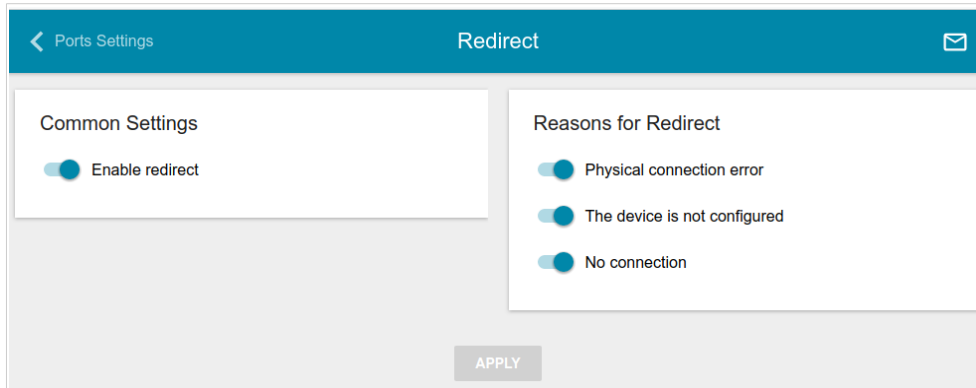 Ports Settings
Redirect
Common Settings
Enable redirect
Reasons for Redirect
Physical connection error
The device is not configured
No connection
APPLY